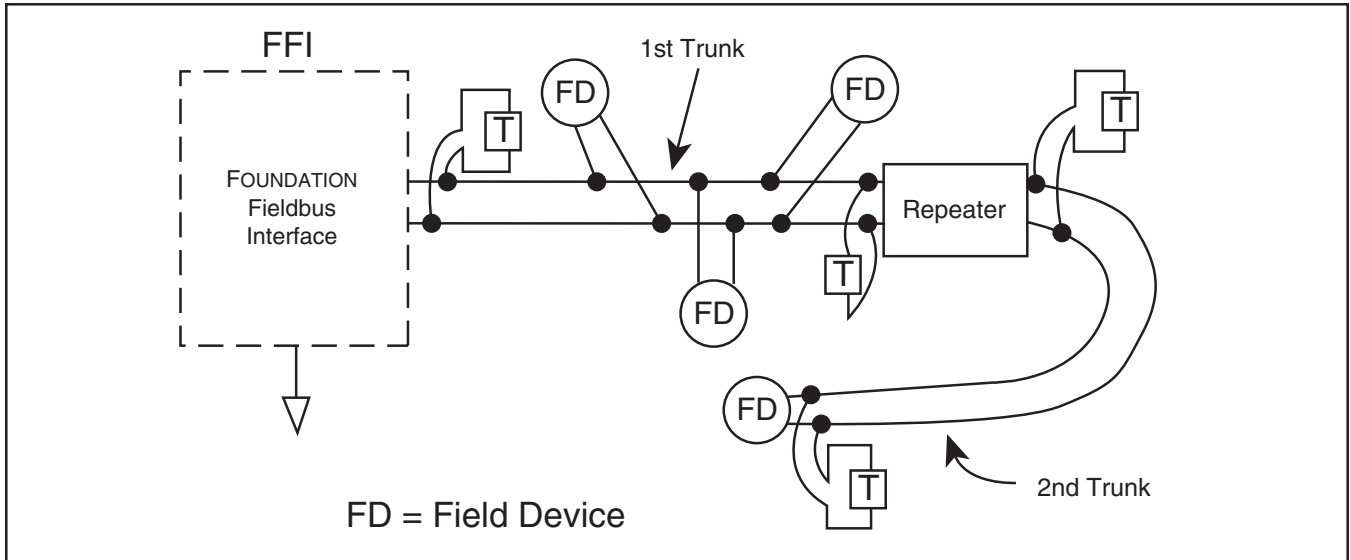 FFI
FOUNDATION
Fieldbus
Interface
T
FD
1st Trunk
FD
FD
T
Repeater
T
FD
T
2nd Trunk
FD = Field Device